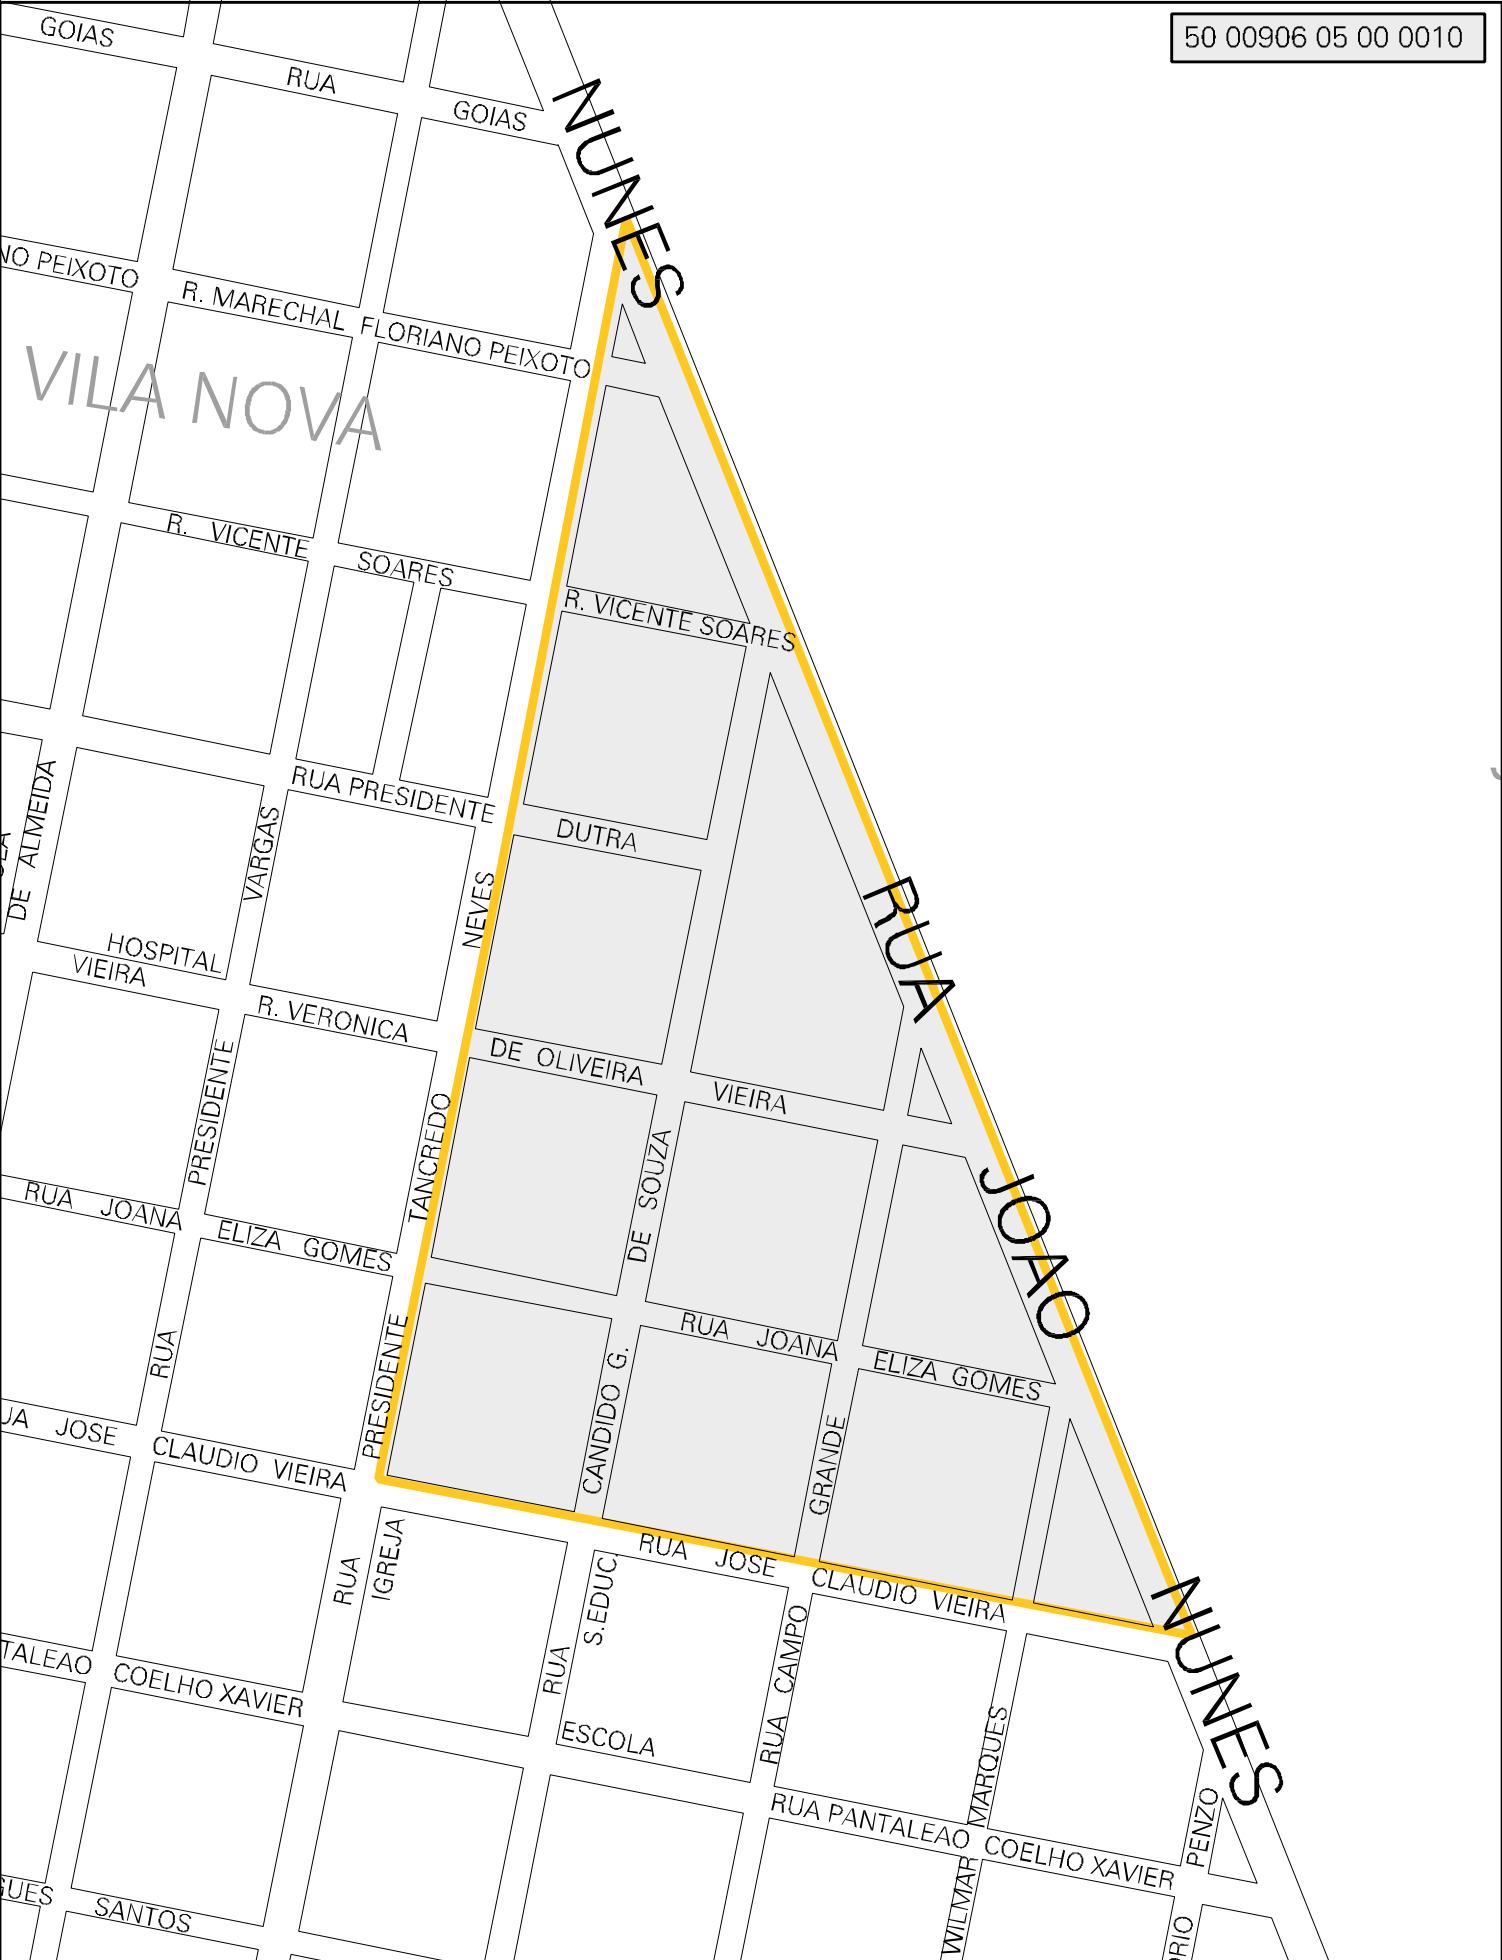 50 00906 05 00 0010
GOIAS
RUA
GOIAS
NUNES
NO PEIXOTO
R. MARECHAL FLORIANO PEIXOTO
VILA NOVA
R. VICENTE
SOARES
R. VICENTE SOARES
RUA PRESIDENTE
DUTRA
DE ALMEIDA
VARGAS
NEVES
RUA
HOSPITAL
VIEIRA
R. VERONICA
DE OLIVEIRA
VIEIRA
PRESIDENTE
TANCREDO
DE SOUZA
JOAO
RUA JOANA
ELIZA GOMES
RUA JOANA
ELIZA GOMES
RUA
PRESIDENTE
CANDIDO G.
GRANDE
UA JOSE
CLAUDIO VIEIRA
RUA JOSE
CLAUDIO VIEIRA
RUA
IGREJA
S.EDUC.
RUA
RUA CAMPO
NUNES
TALEAO
COELHO XAVIER
ESCOLA
MARQUES
RUA PANTALEAO COELHO XAVIER
PENZO
GUES
SANTOS
WILMAR
RIO